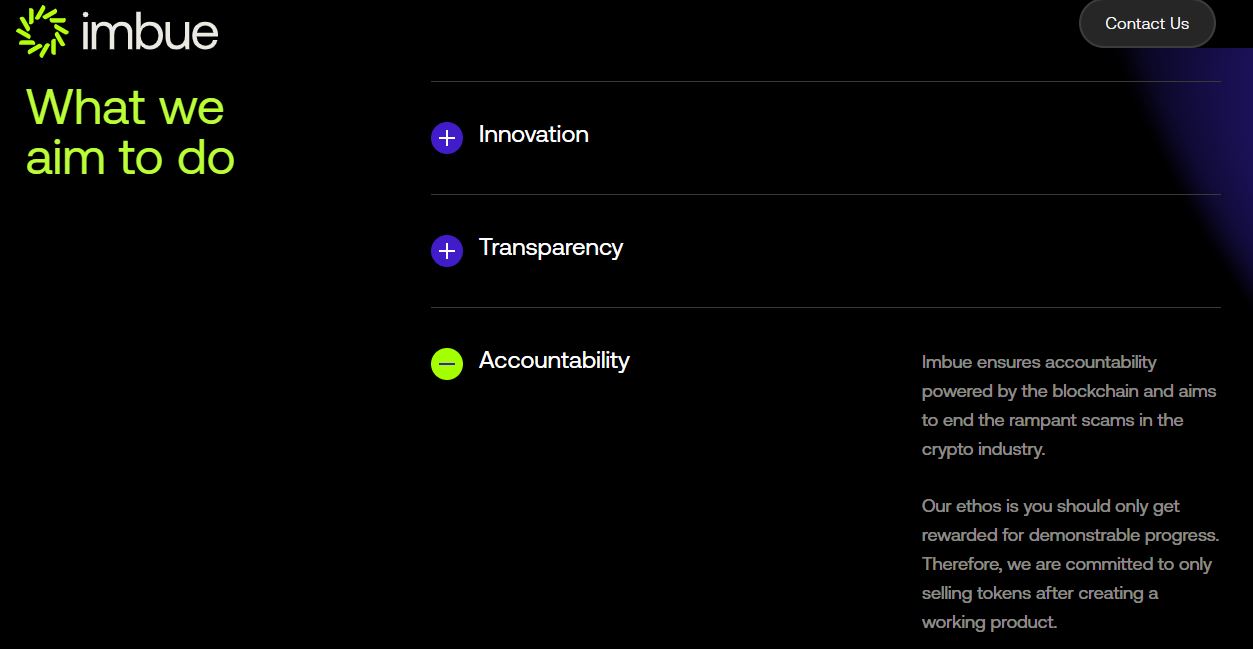 imbue
Contact Us
What we
aim to do
Innovation
Transparency
Accountability
Imbue ensures accountability
powered by the blockchain and aims
to end the rampant scams in the
crypto industry.
Our ethos is you should only get
rewarded for demonstrable progress.
Therefore, we are committed to only
selling tokens after creating a
working product.